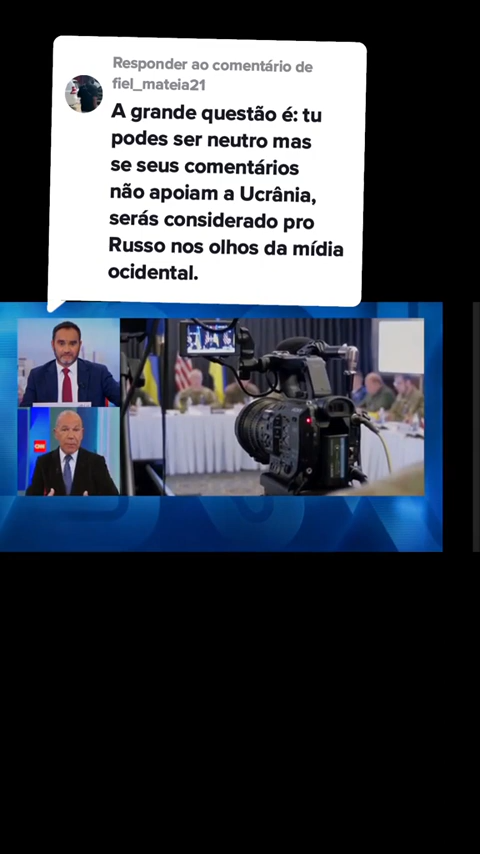 Responder ao comentário de
fiel_mateia21
A grande questão é: tu
podes ser neutro mas
se seus comentários
não apoiam a Ucrânia,
serás considerado pro
Russo nos olhos da mídia
ocidental.
CNN